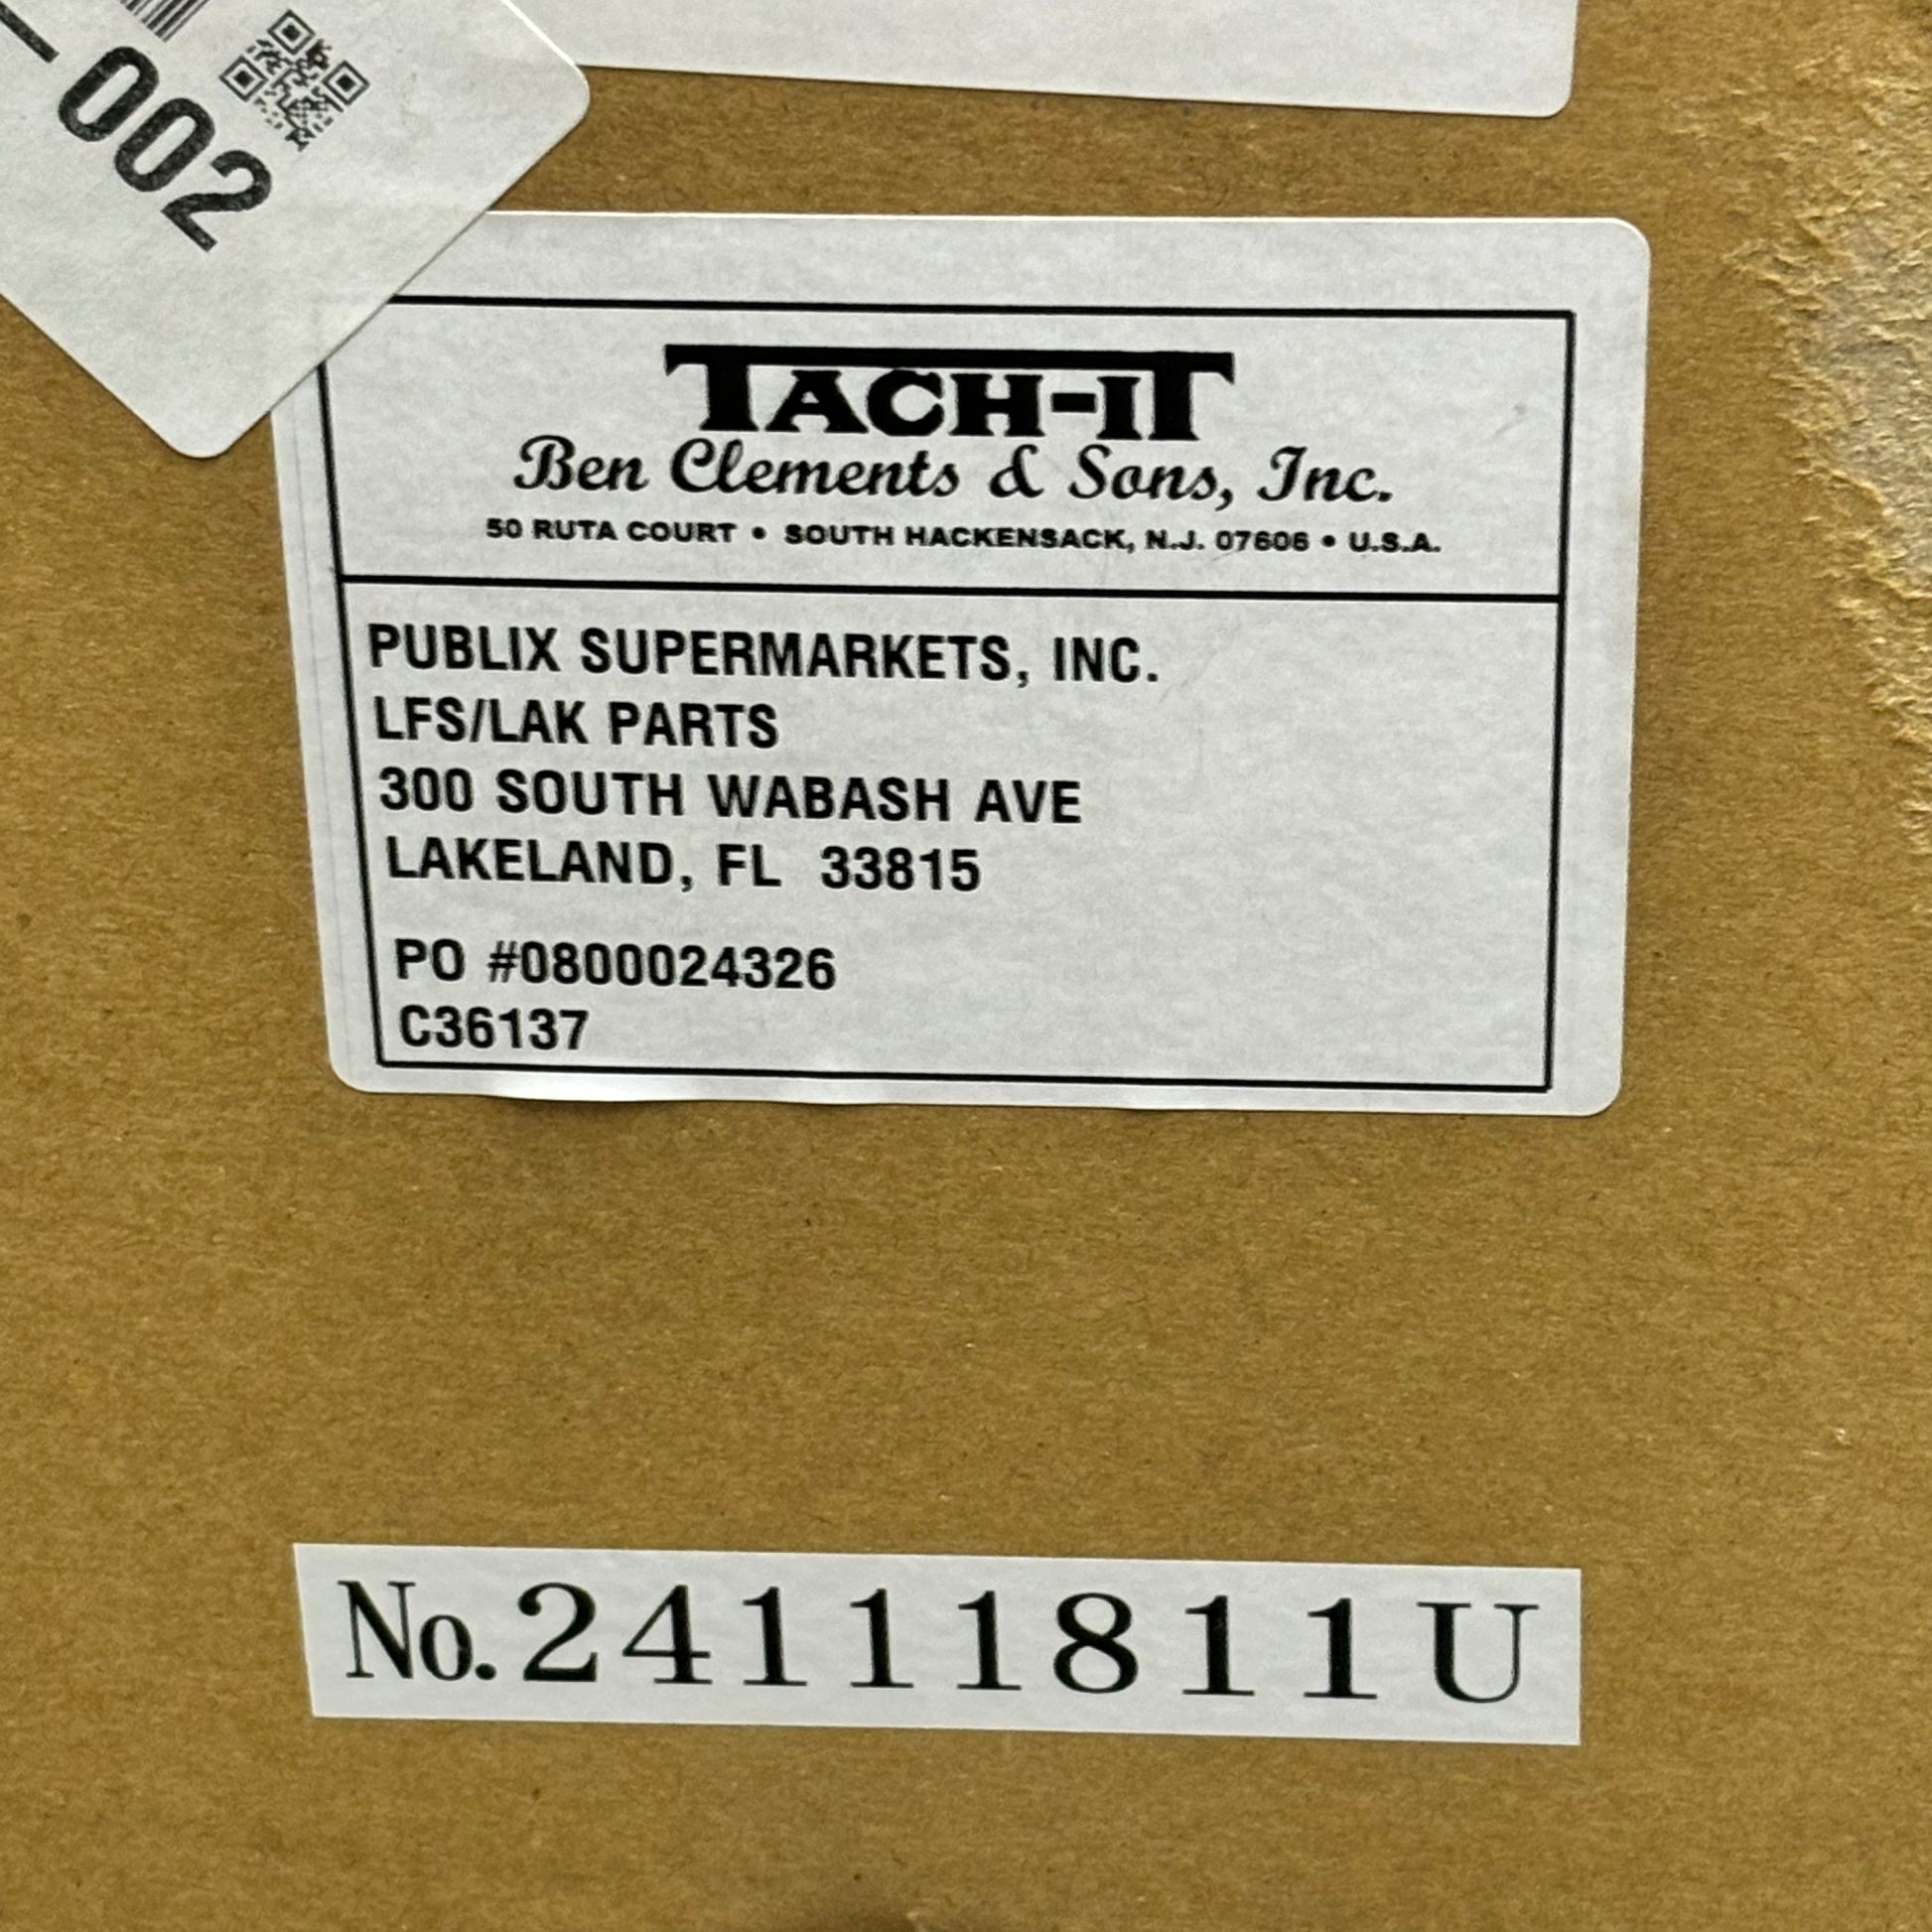 -002
TACH-IT
Ben Clements & Sons, Inc.
50 RUTA COURT • SOUTH HACKENSACK, N.J. 07606 • U.S.A.
PUBLIX SUPERMARKETS, INC.
LFS/LAK PARTS
300 SOUTH WABASH AVE
LAKELAND, FL 33815
PO #0800024326
C36137
No.24111811U